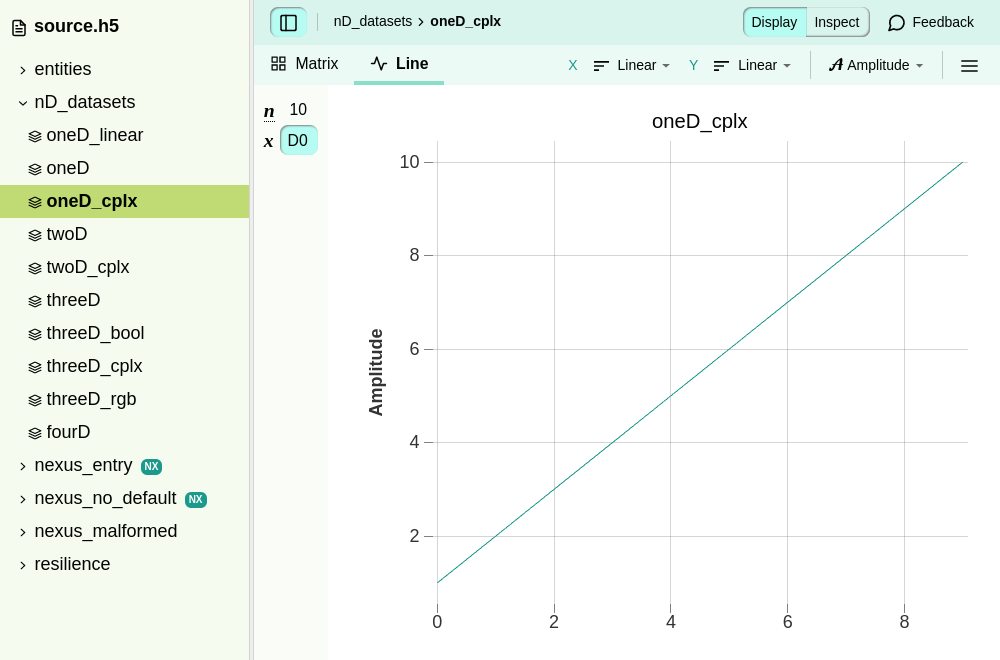 source.h5
entities
nD_datasets
oneD_linear
oneD
oneD_cplx
twoD
twoD_cplx
threeD
threeD_bool
threeD_cplx
threeD_rgb
fourD
nexus_entry NX
nexus_no_default NX
nexus_malformed
resilience
nD_datasets oneD_cplx
Display Inspect Feedback
Matrix Line X Linear Y Linear 𝓐 Amplitude
n 10
x D0
oneD_cplx
Amplitude
10
8
6
4
2
0 2 4 6 8